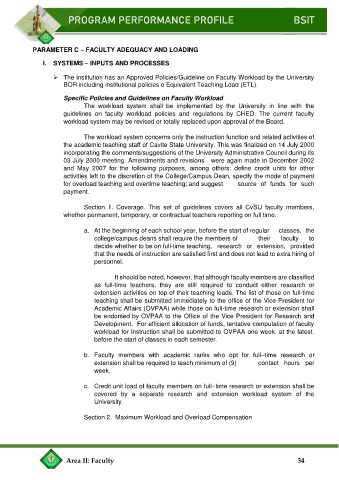 PROGRAM PERFORMANCE PROFILE BSIT
PARAMETER C – FACULTY ADEQUACY AND LOADING
I. SYSTEMS – INPUTS AND PROCESSES
➢ The institution has an Approved Policies/Guideline on Faculty Workload by the University
BOR including institutional policies o Equivalent Teaching Load (ETL).
Specific Policies and Guidelines on Faculty Workload
The workload system shall be implemented by the University in line with the
guidelines on faculty workload policies and regulations by CHED. The current faculty
workload system may be revised or totally replaced upon approval of the Board.
The workload system concerns only the instruction function and related activities of
the academic teaching staff of Cavite State University. This was finalized on 14 July 2000
incorporating the comments/suggestions of the University Administrative Council during its
03 July 2000 meeting. Amendments and revisions were again made in December 2002
and May 2007 for the following purposes, among others: define credit units for other
activities left to the discretion of the College/Campus Dean, specify the mode of payment
for overload teaching and overtime teaching; and suggest source of funds for such
payment.
Section 1. Coverage. This set of guidelines covers all CvSU faculty members,
whether permanent, temporary, or contractual teachers reporting on full time.
a. At the beginning of each school year, before the start of regular classes, the
college/campus deans shall require the members of their faculty to
decide whether to be on full-time teaching, research or extension, provided
that the needs of instruction are satisfied first and does not lead to extra hiring of
personnel.
It should be noted, however, that although faculty members are classified
as full-time teachers, they are still required to conduct either research or
extension activities on top of their teaching loads. The list of those on full-time
teaching shall be submitted immediately to the office of the Vice President for
Academic Affairs (OVPAA) while those on full-time research or extension shall
be endorsed by OVPAA to the Office of the Vice President for Research and
Development. For efficient allocation of funds, tentative computation of faculty
workload for instruction shall be submitted to OVPAA one week, at the latest,
before the start of classes in each semester.
b. Faculty members with academic ranks who opt for full–time research or
extension shall be required to teach minimum of (9) contact hours per
week.
c. Credit unit load of faculty members on full–time research or extension shall be
covered by a separate research and extension workload system of the
University.
Section 2. Maximum Workload and Overload Compensation
Area II: Faculty 34